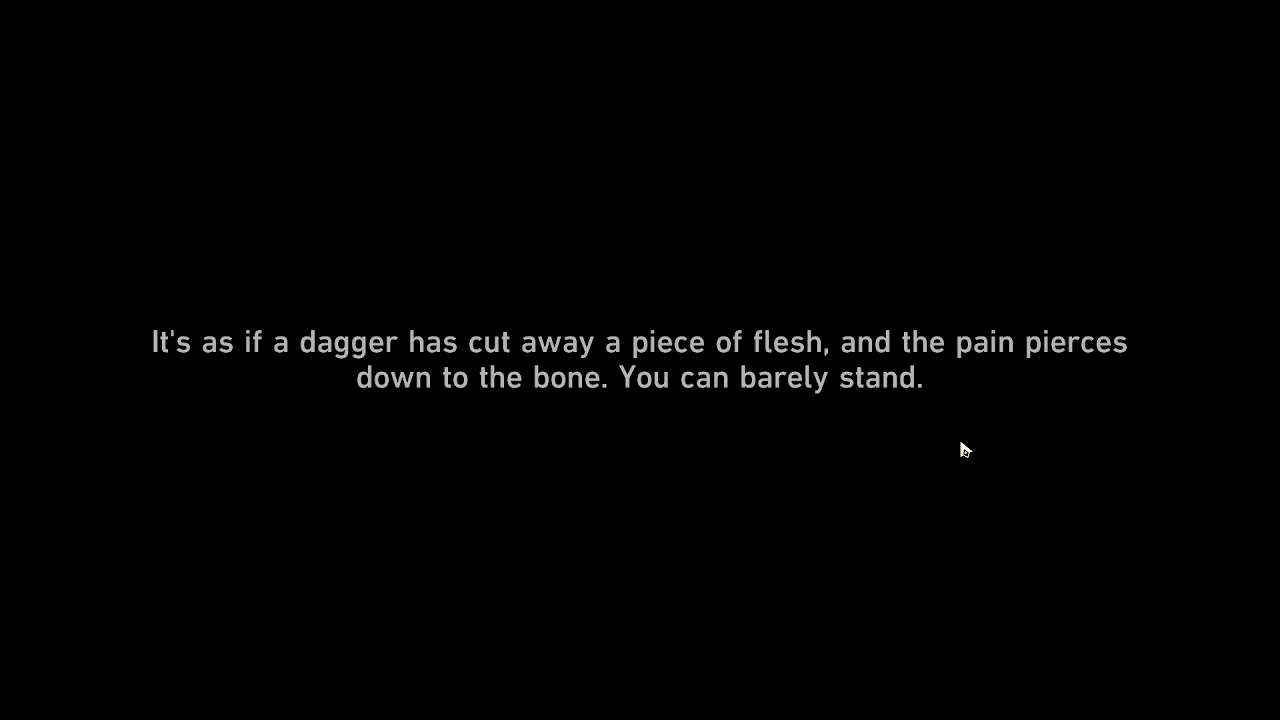 It's as if a dagger has cut away a piece of flesh, and the pain pierces
down to the bone. You can barely stand.